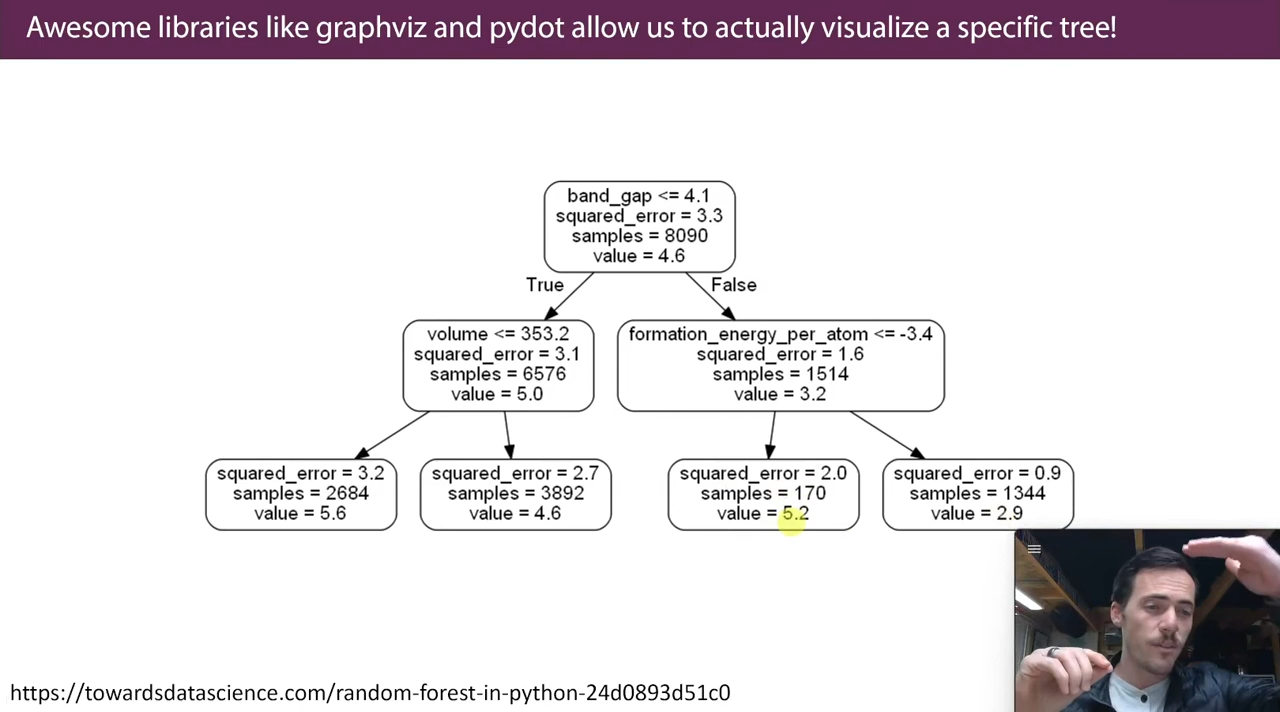 Awesome libraries like graphviz and pydot allow us to actually visualize a specific tree!
band_gap <= 4.1
squared_error = 3.3
samples = 8090
value = 4.6
True
False
volume <= 353.2
squared_error = 3.1
samples = 6576
value = 5.0
formation_energy_per_atom <= -3.4
squared_error = 1.6
samples = 1514
value = 3.2
squared_error = 3.2
samples = 2684
value = 5.6
squared_error = 2.7
samples = 3892
value = 4.6
squared_error = 2.0
samples = 170
value = 5.2
squared_error = 0.9
samples = 1344
value = 2.9
https://towardsdatascience.com/random-forest-in-python-24d0893d51c0